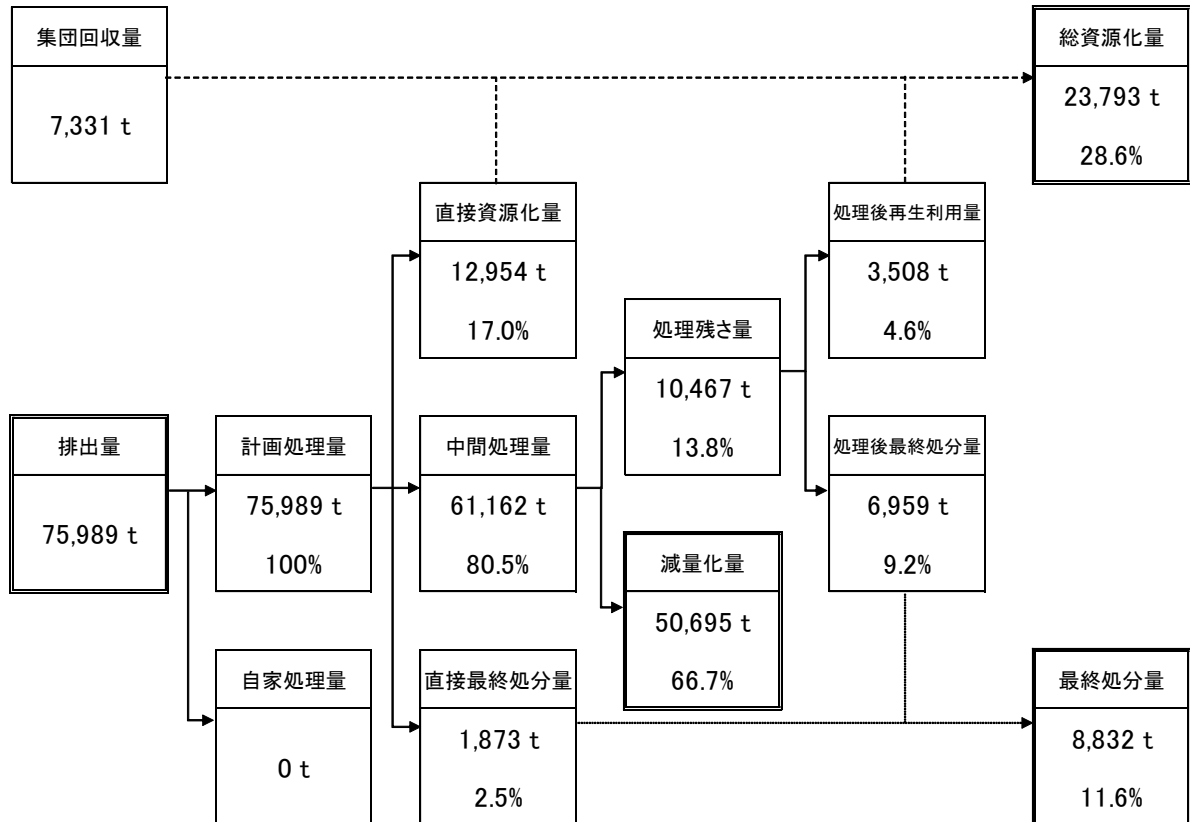 集団回収量
7,331 t
総資源化量
23,793 t
28.6%
直接資源化量
12,954 t
17.0%
処理後再生利用量
3,508 t
4.6%
処理残さ量
10,467 t
13.8%
排出量
75,989 t
計画処理量
75,989 t
100%
中間処理量
61,162 t
80.5%
処理後最終処分量
6,959 t
9.2%
減量化量
50,695 t
66.7%
自家処理量
0 t
直接最終処分量
1,873 t
2.5%
最終処分量
8,832 t
11.6%